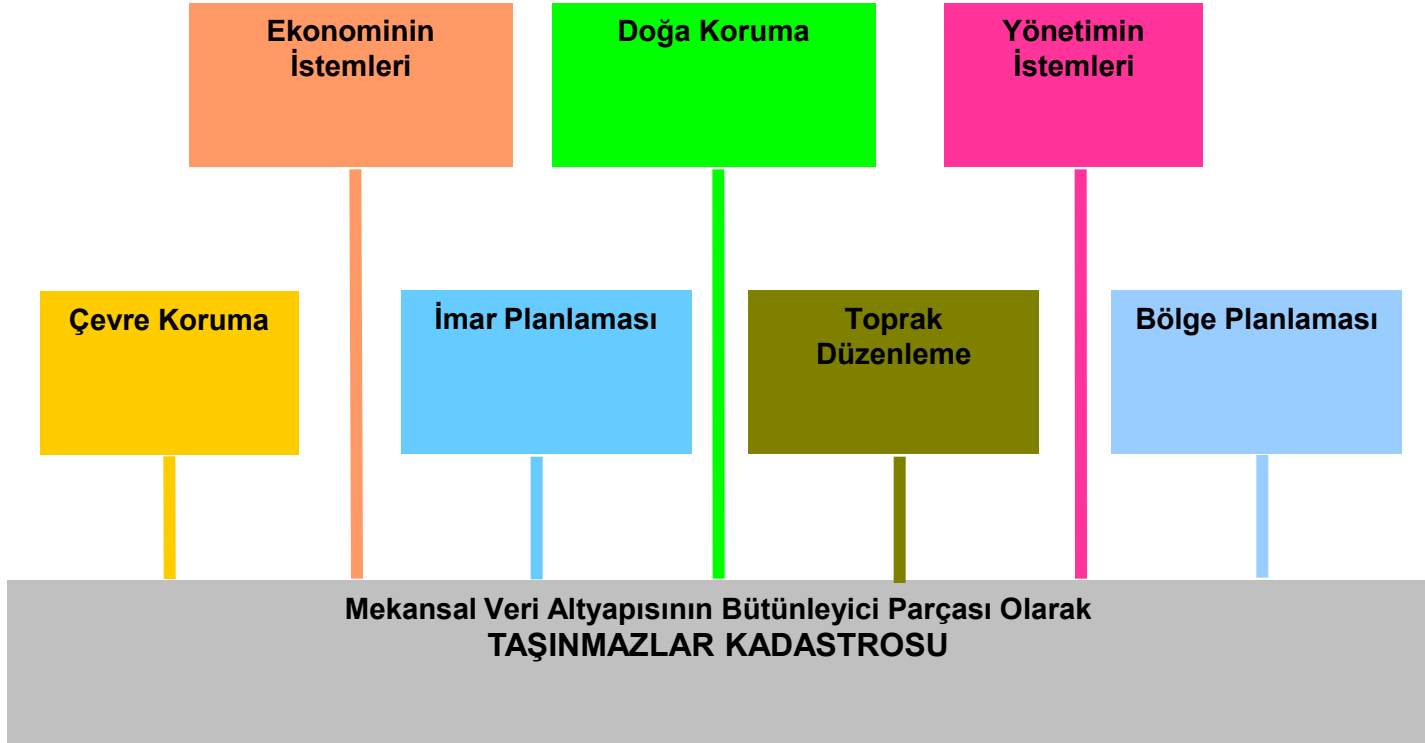 Ekonominin
İstemleri
Doğa Koruma
Yönetimin
İstemleri
Çevre Koruma
İmar Planlaması
Toprak
Düzenleme
Bölge Planlaması
Mekansal Veri Altyapısının Bütünleyici Parçası Olarak
TAŞINMAZLAR KADASTROSU